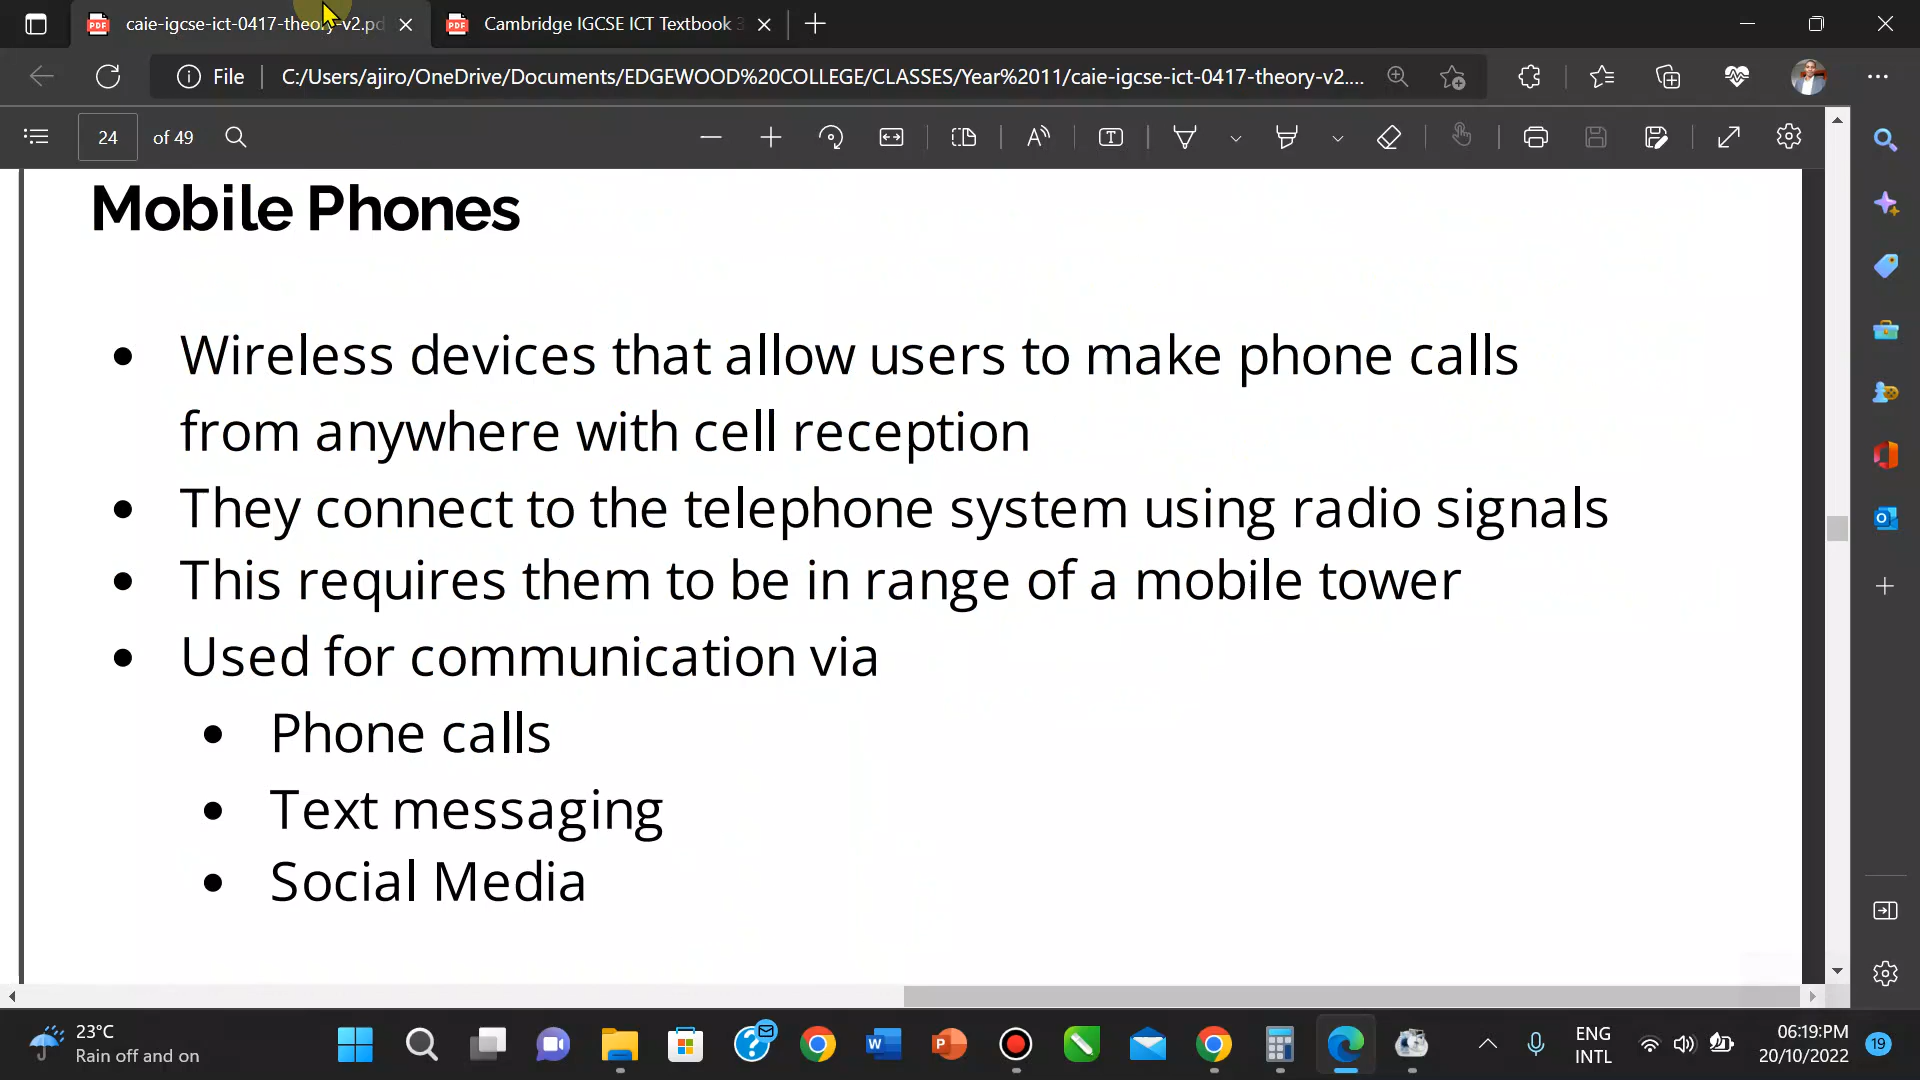 caie-igcse-ict-0417-theory-v2.pd
Cambridge IGCSE ICT Textbook 3
File
C:/Users/ajiro/OneDrive/Documents/EDGEWOOD%20COLLEGE/CLASSES/Year%2011/caie-igcse-ict-0417-theory-v2....
24 of 49
Mobile Phones
• Wireless devices that allow users to make phone calls
from anywhere with cell reception
• They connect to the telephone system using radio signals
• This requires them to be in range of a mobile tower
• Used for communication via
• Phone calls
• Text messaging
• Social Media
23°C
Rain off and on
ENG
INTL
06:19:PM
20/10/2022
19